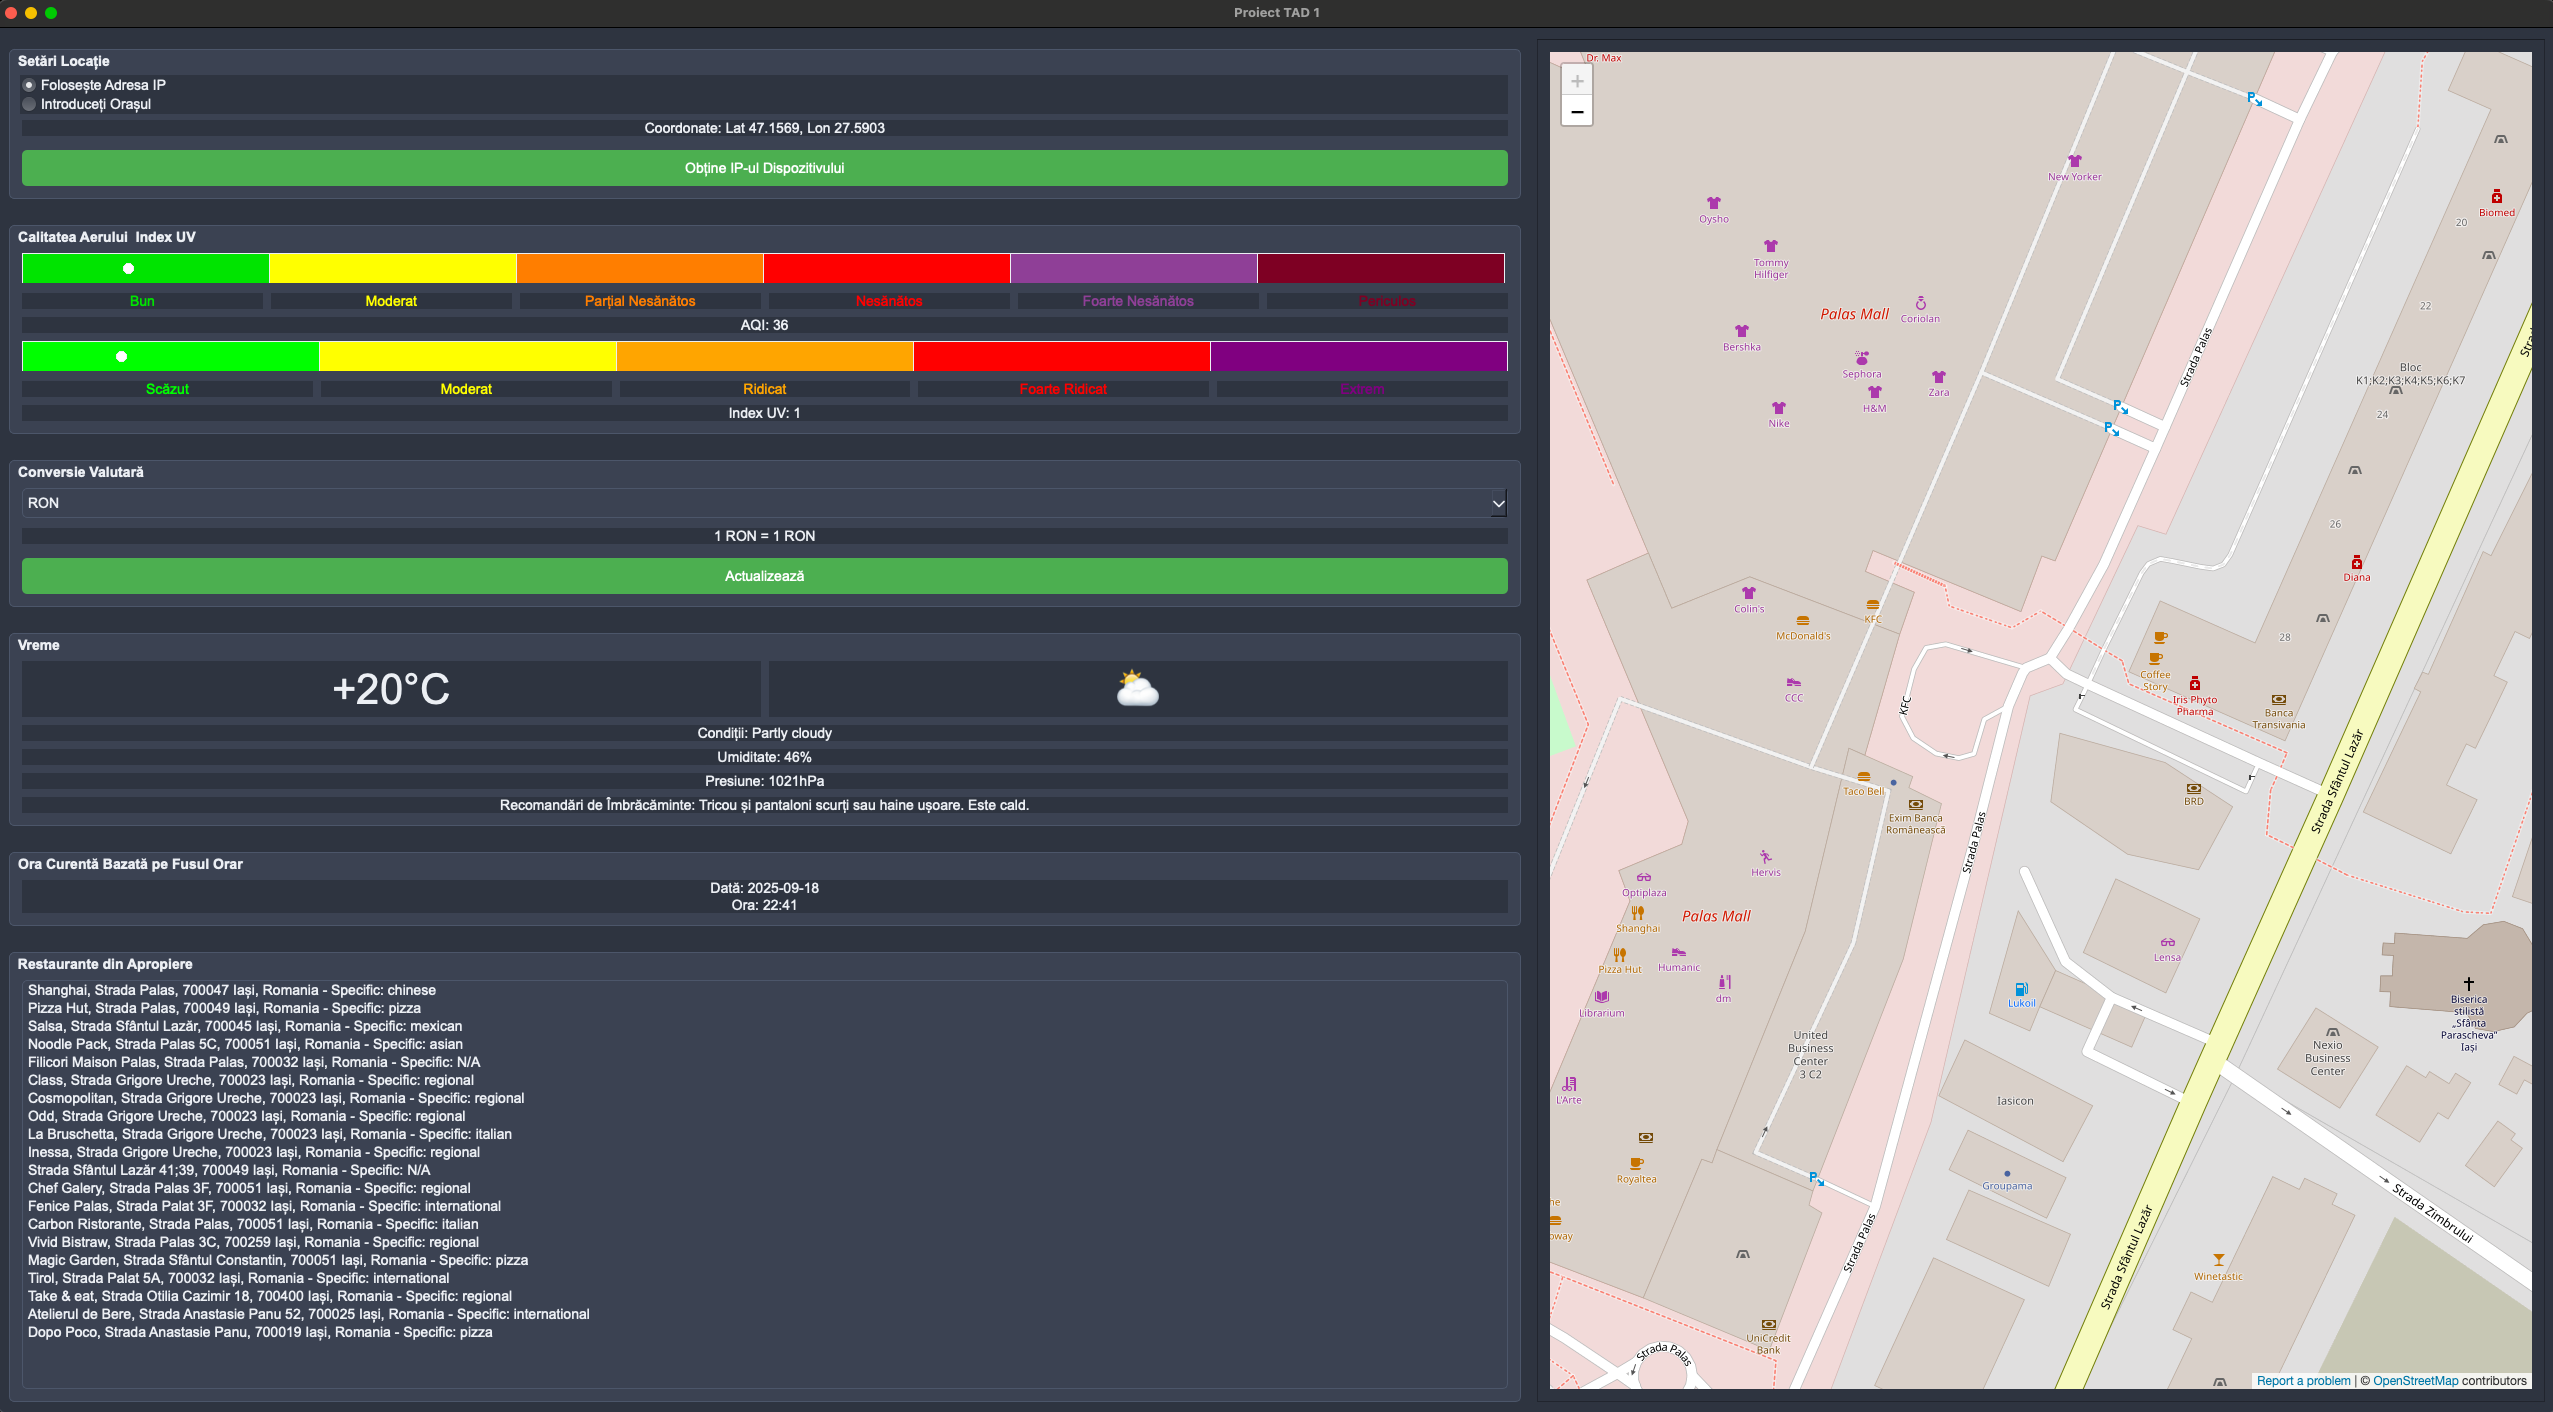 Proiect TAD 1
Setări Locație
Folosește Adresa IP
Introduceți Orașul
Coordonate: Lat 47.1569, Lon 27.5903
Obține IP-ul Dispozitivului
Calitatea Aerului  Index UV
Bun
Moderat
Parțial Nesănătos
Nesănătos
Foarte Nesănătos
Periculos
AQI: 36
Scăzut
Moderat
Ridicat
Foarte Ridicat
Extrem
Index UV: 1
Conversie Valutară
RON
1 RON = 1 RON
Actualizează
Vreme
+20°C
Condiții: Partly cloudy
Umiditate: 46%
Presiune: 1021hPa
Recomandări de Îmbrăcăminte: Tricou și pantaloni scurți sau haine ușoare. Este cald.
Ora Curentă Bazată pe Fusul Orar
Dată: 2025-09-18
Ora: 22:41
Restaurante din Apropiere
Shanghai, Strada Palas, 700047 Iași, Romania - Specific: chinese
Pizza Hut, Strada Palas, 700049 Iași, Romania - Specific: pizza
Salsa, Strada Sfântul Lazăr, 700045 Iași, Romania - Specific: mexican
Noodle Pack, Strada Palas 5C, 700051 Iași, Romania - Specific: asian
Filicori Maison Palas, Strada Palas, 700032 Iași, Romania - Specific: N/A
Class, Strada Grigore Ureche, 700023 Iași, Romania - Specific: regional
Cosmopolitan, Strada Grigore Ureche, 700023 Iași, Romania - Specific: regional
Odd, Strada Grigore Ureche, 700023 Iași, Romania - Specific: regional
La Bruschetta, Strada Grigore Ureche, 700023 Iași, Romania - Specific: italian
Inessa, Strada Grigore Ureche, 700023 Iași, Romania - Specific: regional
Strada Sfântul Lazăr 41;39, 700049 Iași, Romania - Specific: N/A
Chef Galery, Strada Palas 3F, 700051 Iași, Romania - Specific: regional
Fenice Palas, Strada Palat 3F, 700032 Iași, Romania - Specific: international
Carbon Ristorante, Strada Palas, 700051 Iași, Romania - Specific: italian
Vivid Bistraw, Strada Palas 3C, 700259 Iași, Romania - Specific: regional
Magic Garden, Strada Sfântul Constantin, 700051 Iași, Romania - Specific: pizza
Tirol, Strada Palat 5A, 700032 Iași, Romania - Specific: international
Take & eat, Strada Otilia Cazimir 18, 700400 Iași, Romania - Specific: regional
Atelierul de Bere, Strada Anastasie Panu 52, 700025 Iași, Romania - Specific: international
Dopo Poco, Strada Anastasie Panu, 700019 Iași, Romania - Specific: pizza
Dr. Max
+
−
P
New Yorker
Oysho
Biomed
20
Tommy
Hilfiger
22
Palas Mall
Coriolan
Bershka
Strada Palas
Stra
Sephora
Bloc
K1;K2;K3;K4;K5;K6;K7
Zara
H&M
P
24
Nike
P
26
Diana
Colin's
KFC
McDonald's
28
Coffee
Story
CCC
Iris Phyto
Pharma
KFC
Banca
Transivania
Taco Bell
Strada Sfântul Lazăr
BRD
Exim Banca
Românească
Strada Palas
Hervis
Optiplaza
Palas Mall
Shanghai
Lensa
Pizza Hut
Humanic
dm
Lukoil
Librarium
Biserica
stilistă
„Sfânta
Parascheva”
Iași
United
Business
Center
3 C2
Nexio
Business
Center
L'Arte
Iasicon
Royaltea
P
Groupama
Strada Zimbrului
Strada Palas
Strada Sfântul Lazăr
ne
oway
Winetastic
UniCredit
Bank
Strada Palas
Report a problem | © OpenStreetMap contributors